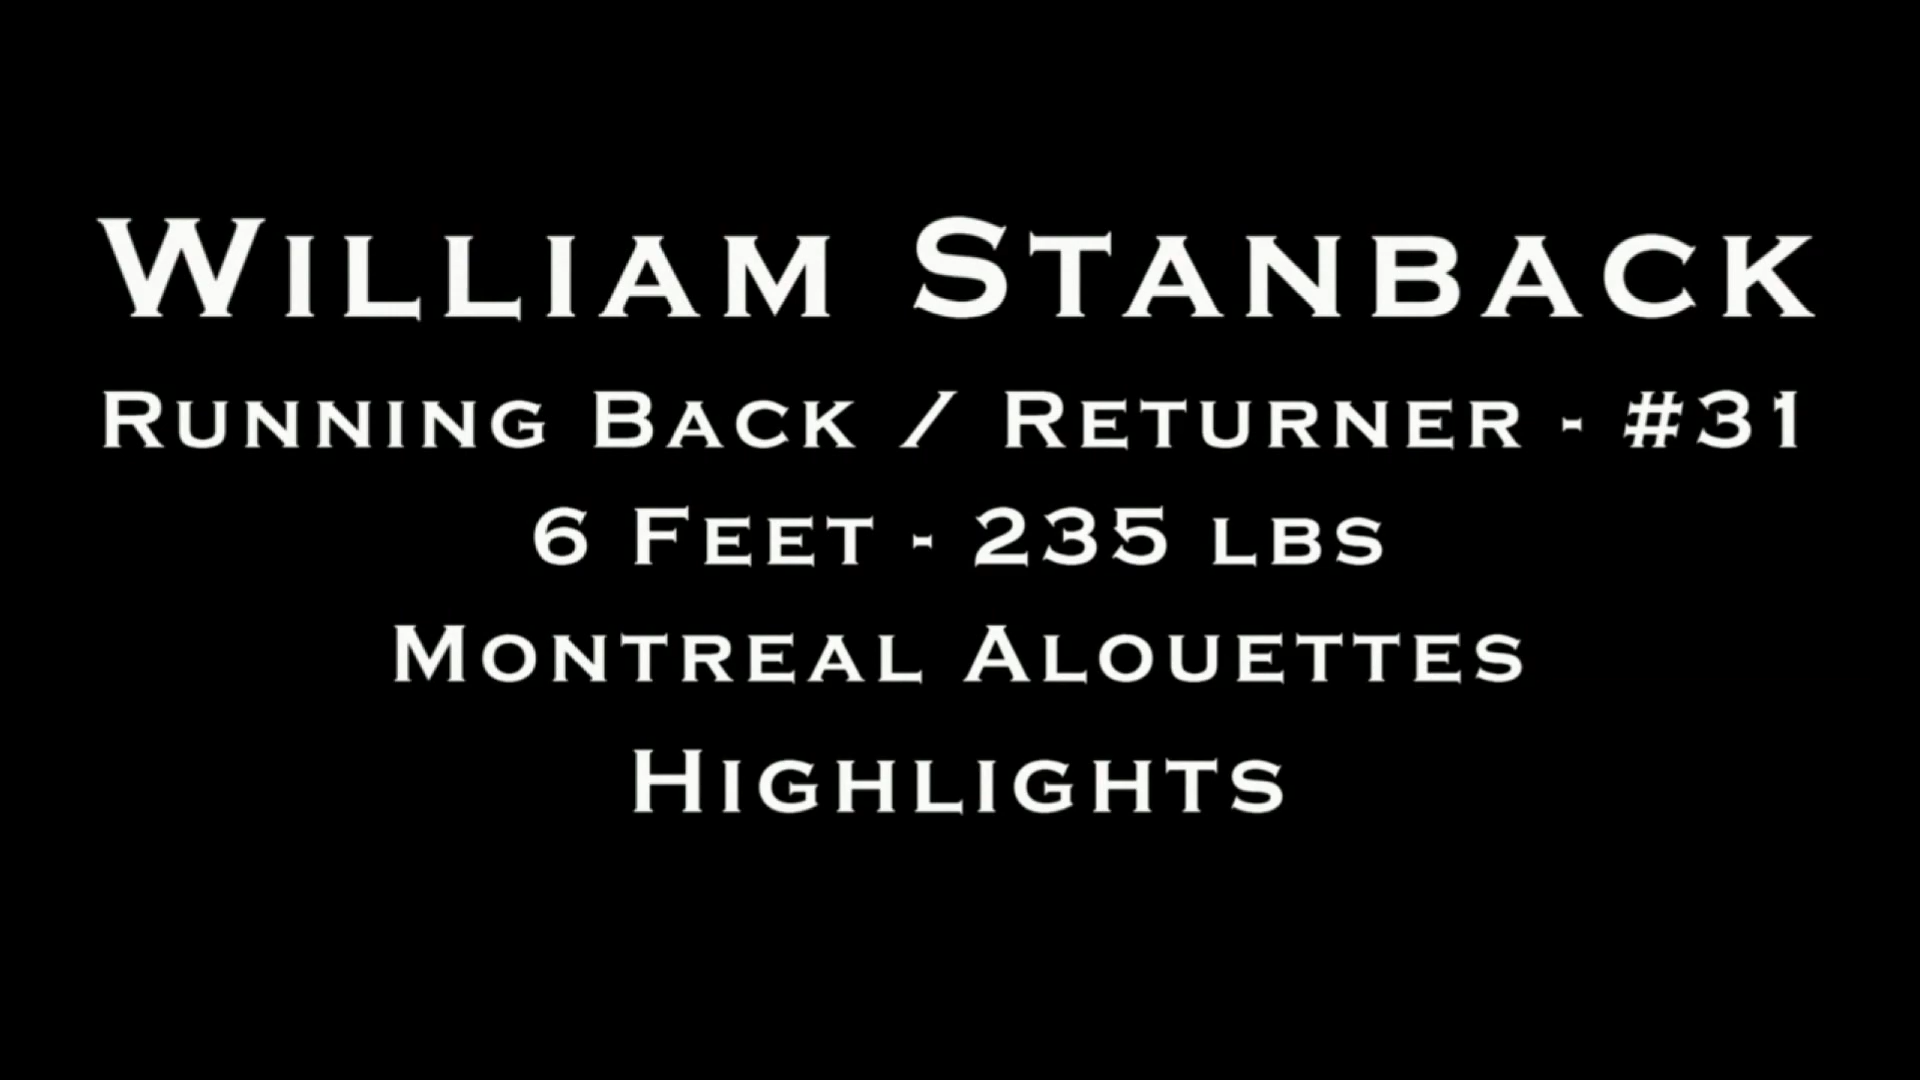 William Stanback
Running Back / Returner - #31
6 Feet - 235 lbs
Montreal Alouettes
Highlights